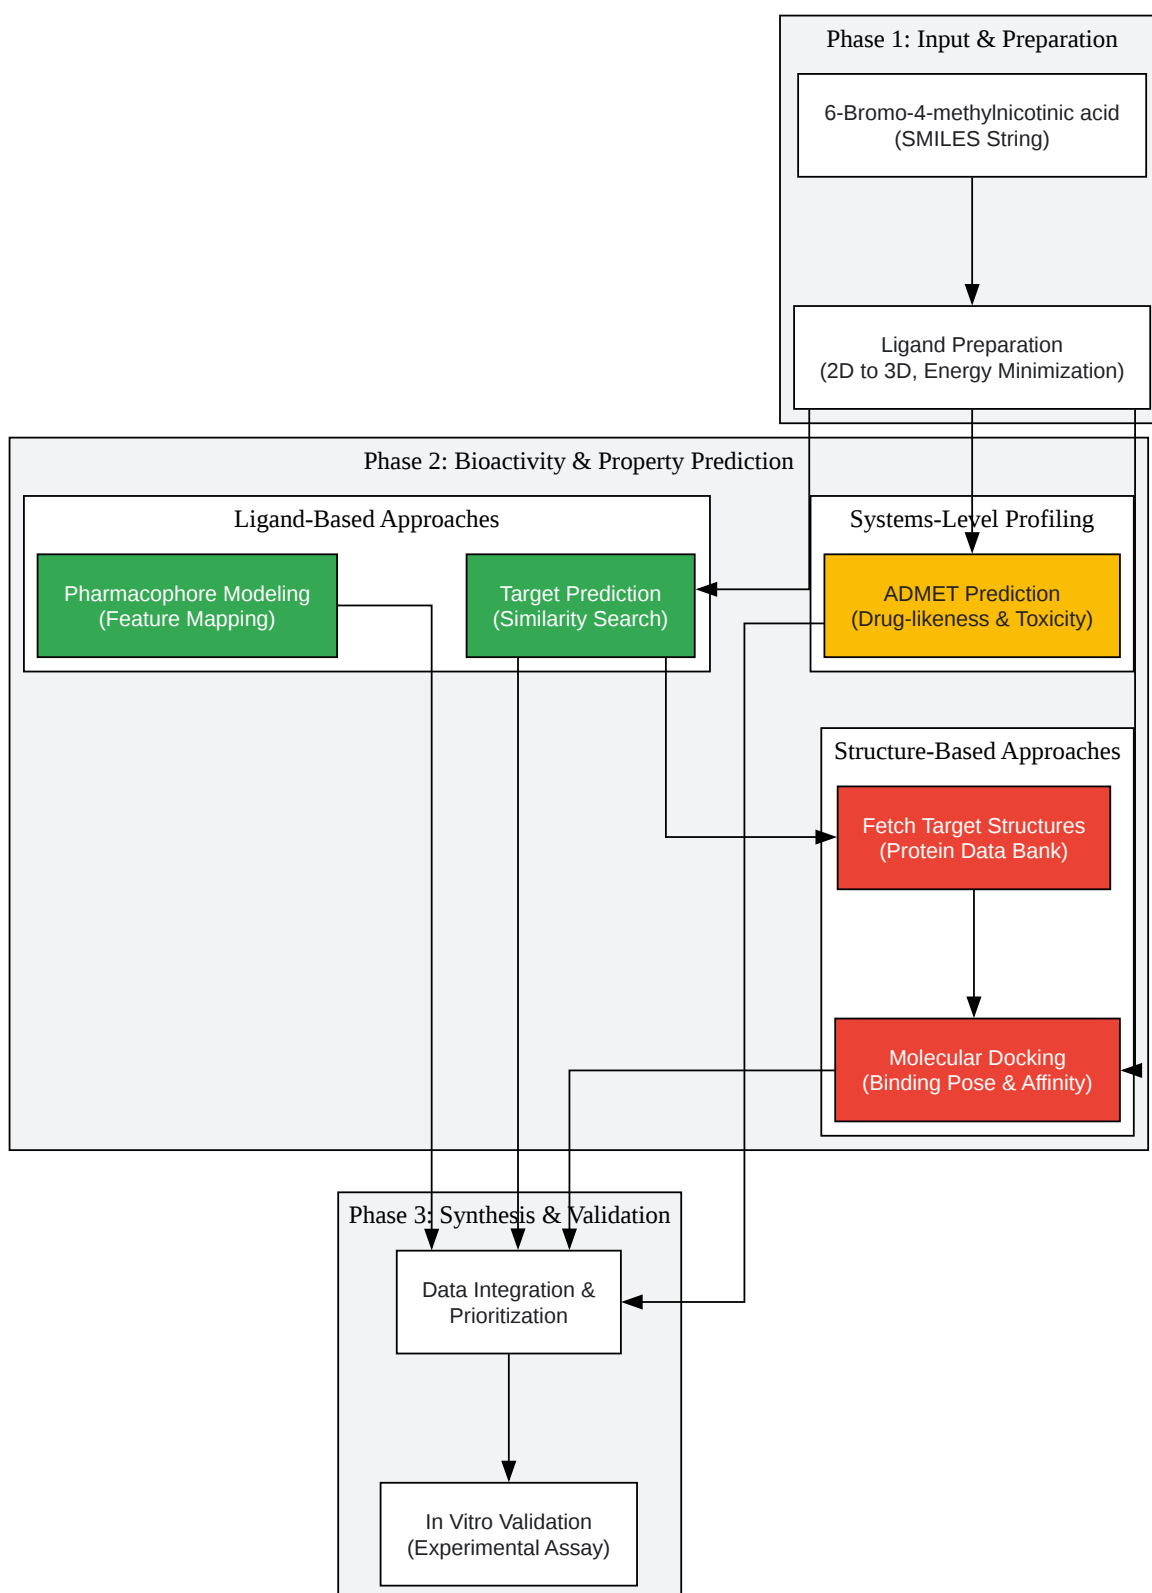 Phase 1: Input & Preparation
6-Bromo-4-methylnicotinic acid
(SMILES String)
Ligand Preparation
(2D to 3D, Energy Minimization)
Phase 2: Bioactivity & Property Prediction
Ligand-Based Approaches
Pharmacophore Modeling
(Feature Mapping)
Target Prediction
(Similarity Search)
Systems-Level Profiling
ADMET Prediction
(Drug-likeness & Toxicity)
Structure-Based Approaches
Fetch Target Structures
(Protein Data Bank)
Molecular Docking
(Binding Pose & Affinity)
Phase 3: Synthesis & Validation
Data Integration &
Prioritization
In Vitro Validation
(Experimental Assay)